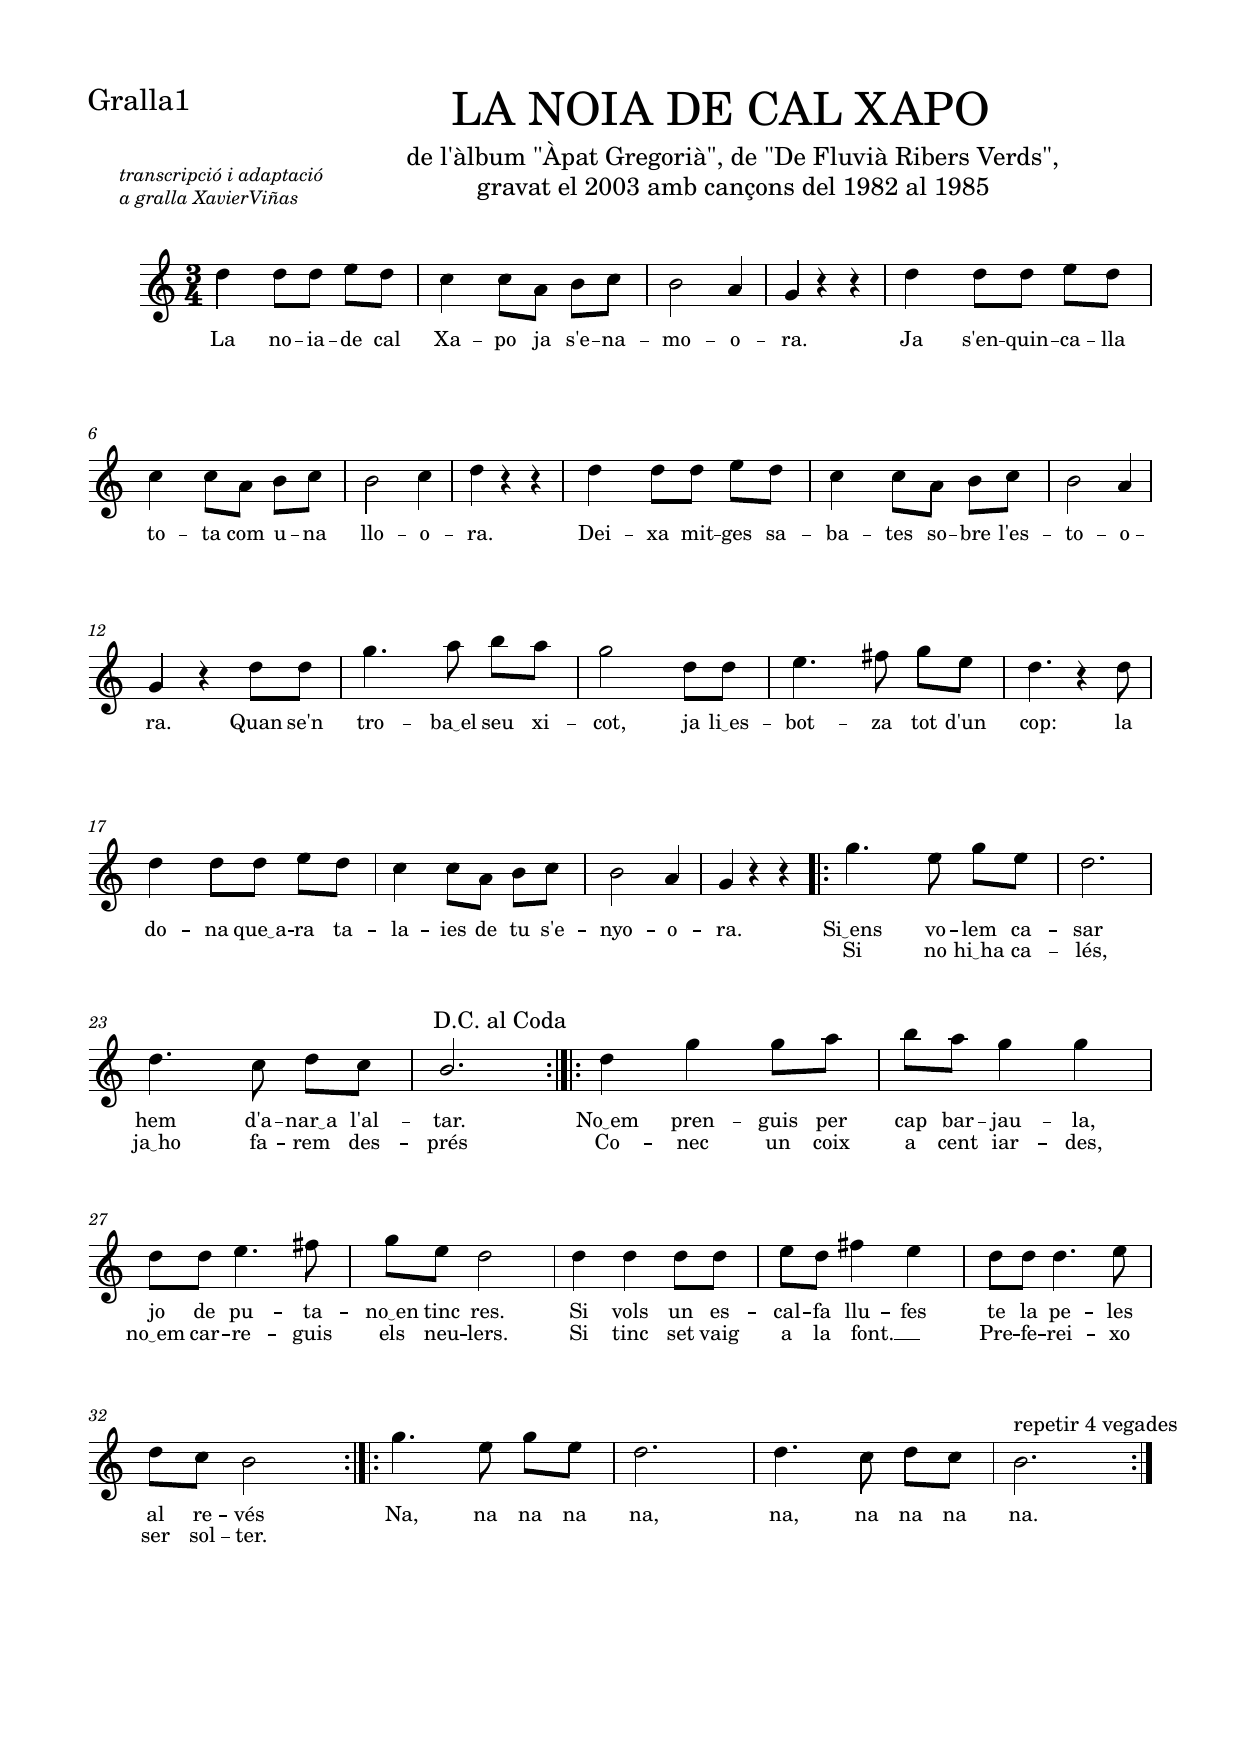 Gralla1
LA NOIA DE CAL XAPO
de l'àlbum "Àpat Gregorià", de "De Fluvià Ribers Verds",
gravat el 2003 amb cançons del 1982 al 1985
transcripció i adaptació
a gralla XavierViñas
3
4
La no – ia – de cal Xa – po ja s'e – na – mo – o – ra. Ja s'en – quin – ca – lla
6
to – ta com u – na llo – o – ra. Dei – xa mit – ges sa – ba – tes so – bre l'es – to – o –
12
ra. Quan se'n tro – ba‿el seu xi – cot, ja li‿es – bot – za tot d'un cop: la
17
do – na que‿a – ra ta – la – ies de tu s'e – nyo – o – ra. Si‿ens vo – lem ca – sar
Si no hi‿ha ca – lés,
23
D.C. al Coda
hem d'a – nar‿a l'al – tar. No‿em pren – guis per cap bar – jau – la,
ja‿ho fa – rem des – prés Co – nec un coix a cent iar – des,
27
jo de pu – ta – no‿en tinc res. Si vols un es – cal – fa llu – fes te la pe – les
no‿em car – re – guis els neu – lers. Si tinc set vaig a la font. __ Pre – fe – rei – xo
32
repetir 4 vegades
al re – vés Na, na na na na, na, na na na na.
ser sol – ter.